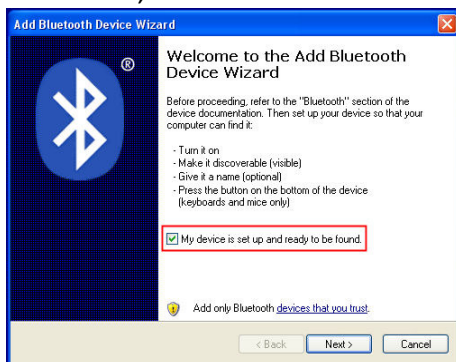 Add Bluetooth Device Wizard
®
Welcome to the Add Bluetooth
Device Wizard
Before proceeding, refer to the "Bluetooth" section of the
device documentation. Then set up your device so that your
computer can find it:
- Turn it on
- Make it discoverable (visible)
- Give it a name (optional)
- Press the button on the bottom of the device
(keyboards and mice only)
My device is set up and ready to be found.
Add only Bluetooth devices that you trust.
< Back
Next >
Cancel